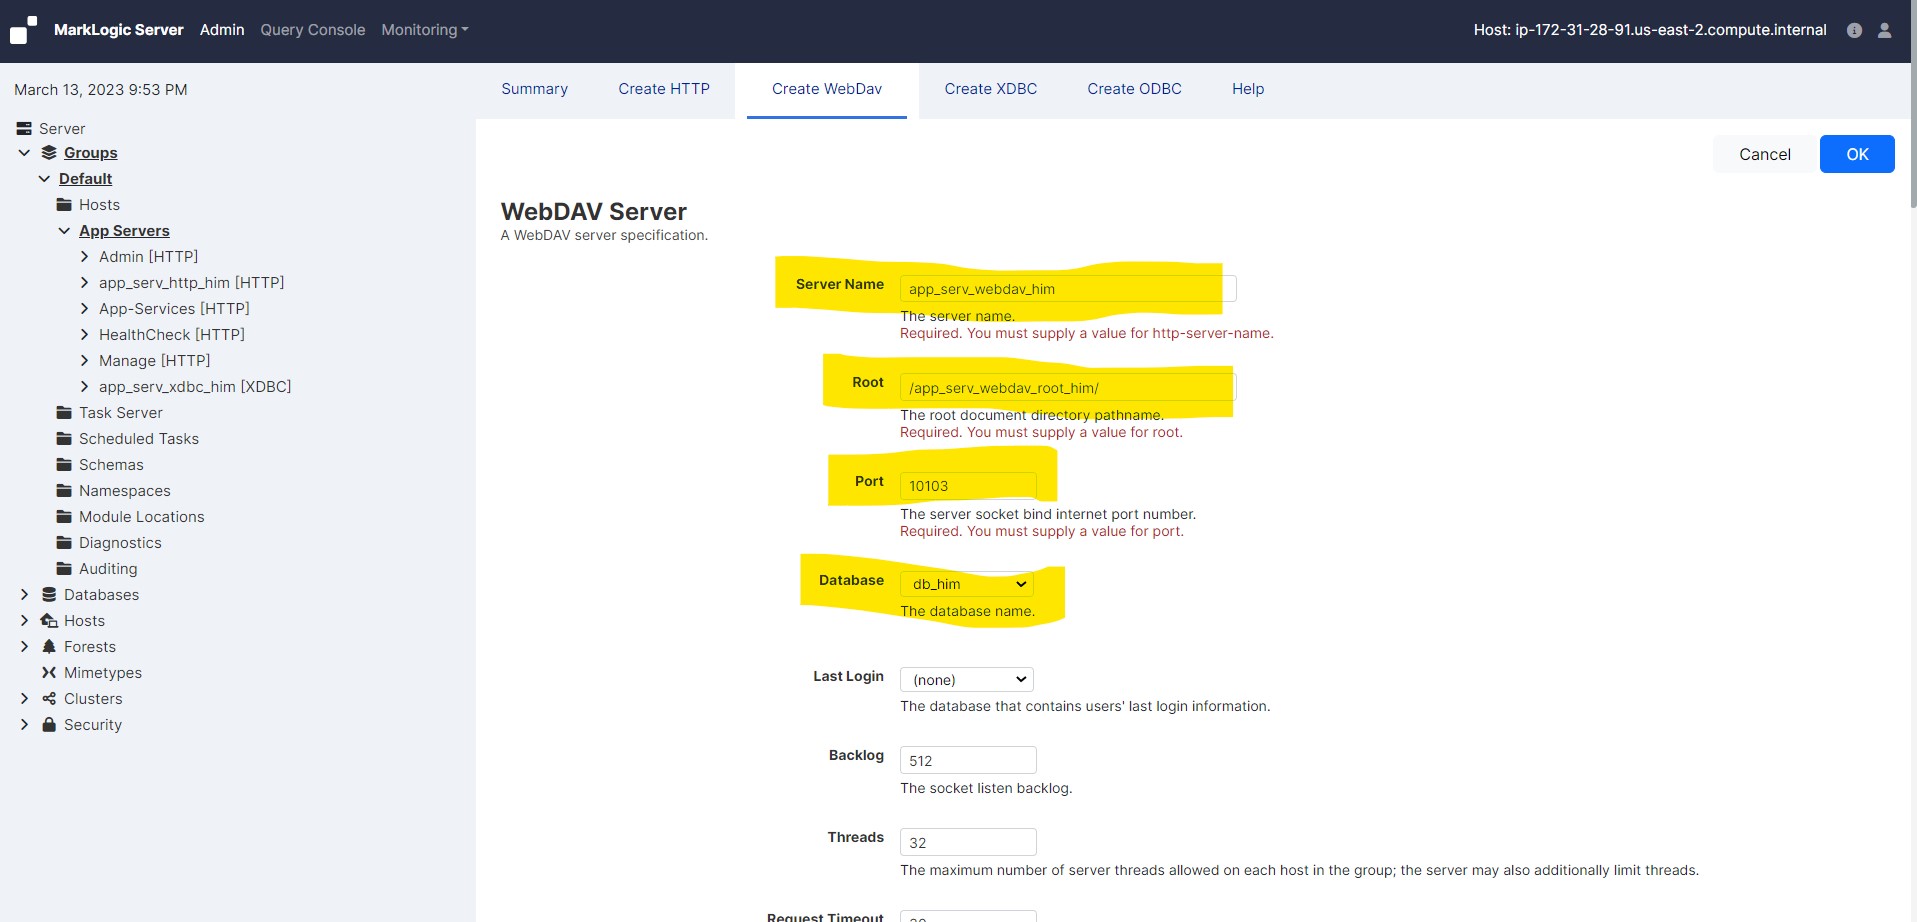 MarkLogic Server Admin Query Console Monitoring Host: ip-172-31-28-91.us-east-2.compute.internal
March 13, 2023 9:53 PM
Summary Create HTTP Create WebDav Create XDBC Create ODBC Help
Server
Groups
Default
Hosts
App Servers
Admin [HTTP]
app_serv_http_him [HTTP]
App-Services [HTTP]
HealthCheck [HTTP]
Manage [HTTP]
app_serv_xdbc_him [XDBC]
Task Server
Scheduled Tasks
Schemas
Namespaces
Module Locations
Diagnostics
Auditing
Databases
Hosts
Forests
Mimetypes
Clusters
Security
Cancel OK
WebDAV Server
A WebDAV server specification.
Server Name app_serv_webdav_him
The server name.
Required. You must supply a value for http-server-name.
Root /app_serv_webdav_root_him/
The root document directory pathname.
Required. You must supply a value for root.
Port 10103
The server socket bind internet port number.
Required. You must supply a value for port.
Database db_him
The database name.
Last Login (none)
The database that contains users' last login information.
Backlog 512
The socket listen backlog.
Threads 32
The maximum number of server threads allowed on each host in the group; the server may also additionally limit threads.
Request Timeout